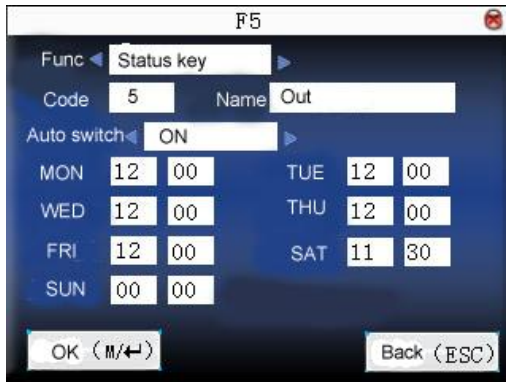 F5
Func Status key
Code 5 Name Out
Auto switch ON
MON 12 00 TUE 12 00
WED 12 00 THU 12 00
FRI 12 00 SAT 11 30
SUN 00 00
OK (M/↵) Back (ESC)